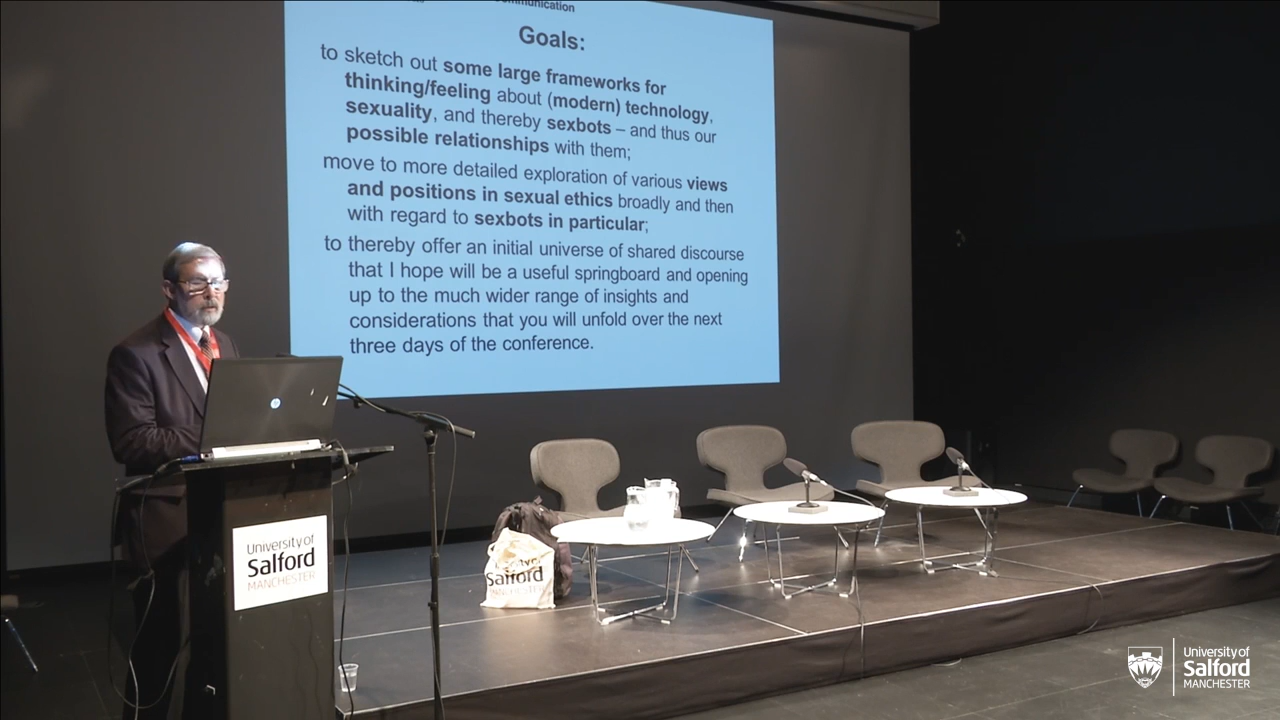 Communication
Goals:
to sketch out some large frameworks for
thinking/feeling about (modern) technology,
sexuality, and thereby sexbots – and thus our
possible relationships with them;
move to more detailed exploration of various views
and positions in sexual ethics broadly and then
with regard to sexbots in particular;
to thereby offer an initial universe of shared discourse
that I hope will be a useful springboard and opening
up to the much wider range of insights and
considerations that you will unfold over the next
three days of the conference.
University of
Salford
MANCHESTER
Salford
MANCHESTER
University of
Salford
MANCHESTER